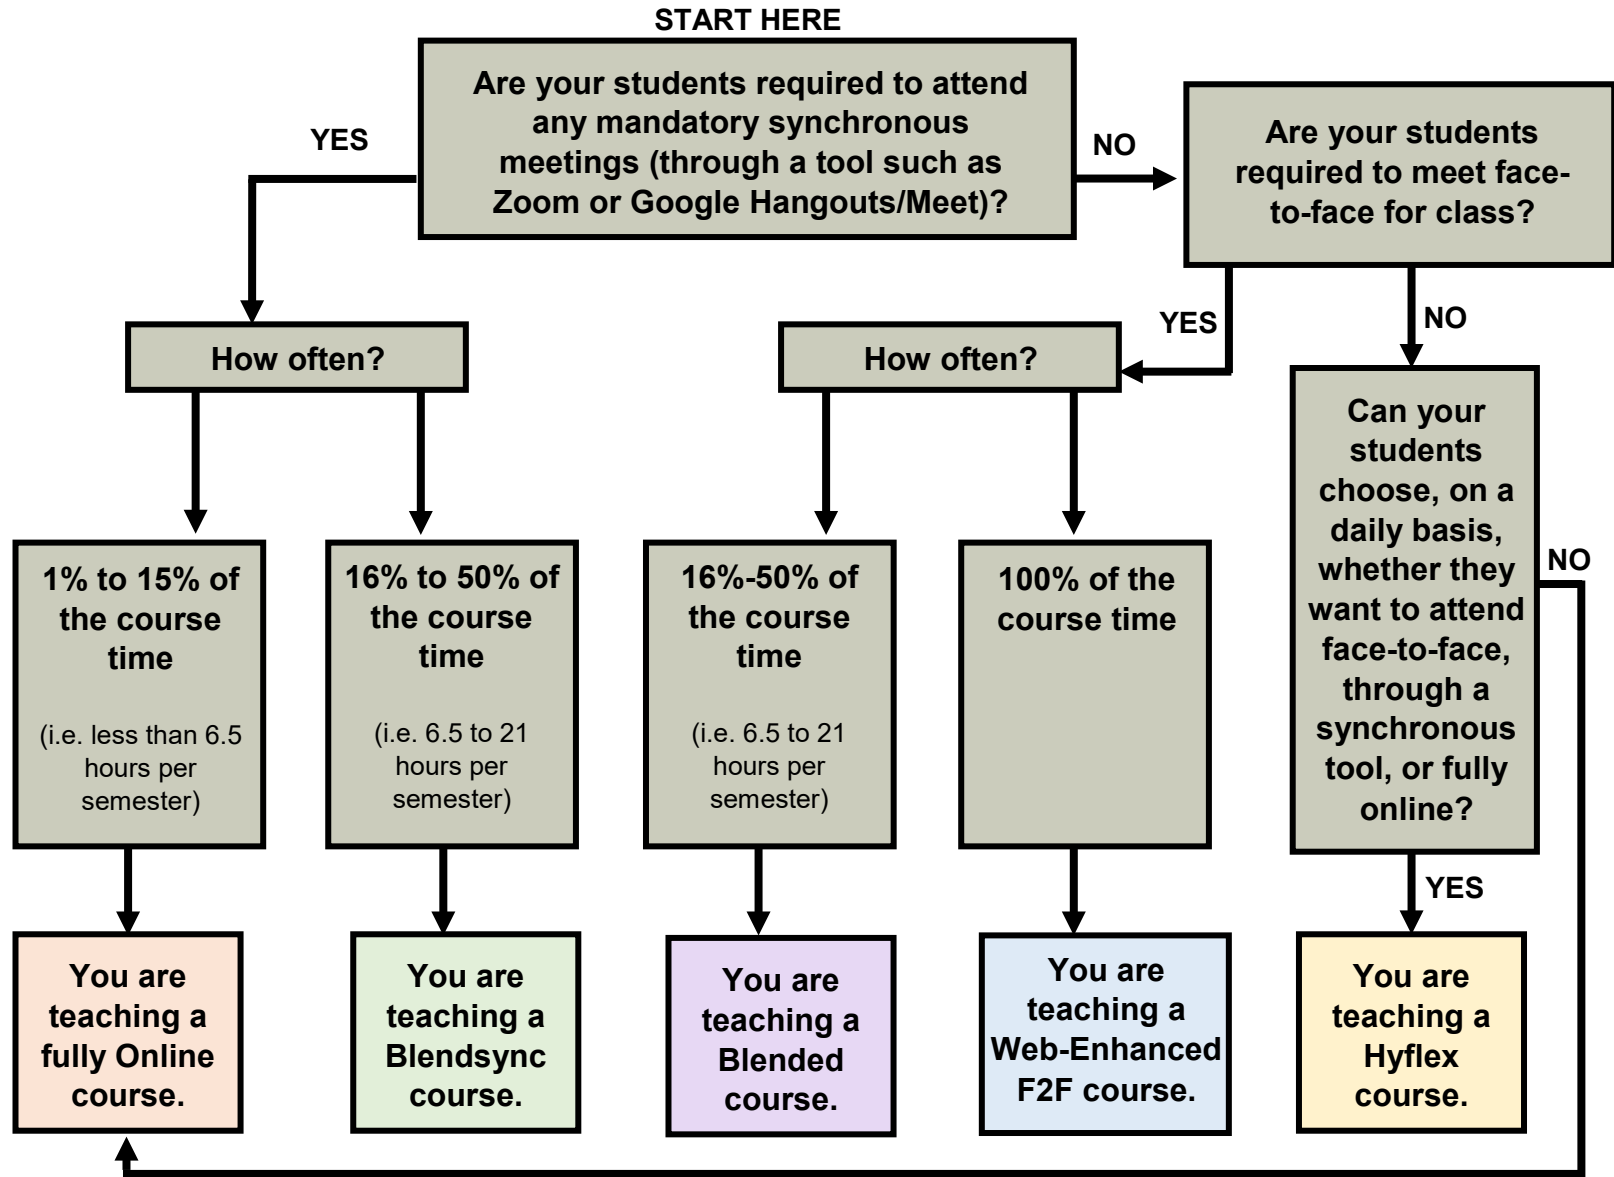 START HERE
Are your students required to attend
any mandatory synchronous
meetings (through a tool such as
Zoom or Google Hangouts/Meet)?
YES
NO
Are your students
required to meet face-
to-face for class?
YES
NO
How often?
How often?
Can your
students
choose, on a
daily basis,
whether they
want to attend
face-to-face,
through a
synchronous
tool, or fully
online?
NO
1% to 15% of
the course
time
(i.e. less than 6.5
hours per
semester)
16% to 50% of
the course
time
(i.e. 6.5 to 21
hours per
semester)
16%-50% of
the course
time
(i.e. 6.5 to 21
hours per
semester)
100% of the
course time
YES
You are
teaching a
fully Online
course.
You are
teaching a
Blendsync
course.
You are
teaching a
Blended
course.
You are
teaching a
Web-Enhanced
F2F course.
You are
teaching a
Hyflex
course.